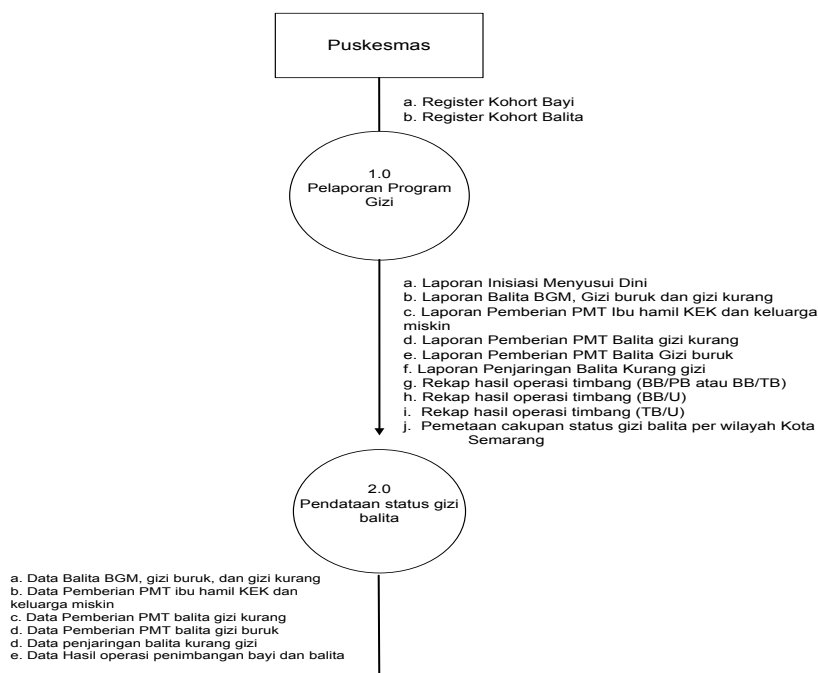 Puskesmas
a. Register Kohort Bayi
b. Register Kohort Balita
1.0
Pelaporan Program
Gizi
a. Laporan Inisiasi Menyusui Dini
b. Laporan Balita BGM, Gizi buruk dan gizi kurang
c. Laporan Pemberian PMT Ibu hamil KEK dan keluarga
miskin
d. Laporan Pemberian PMT Balita gizi kurang
e. Laporan Pemberian PMT Balita Gizi buruk
f. Laporan Penjaringan Balita Kurang gizi
g. Rekap hasil operasi timbang (BB/PB atau BB/TB)
h. Rekap hasil operasi timbang (BB/U)
i. Rekap hasil operasi timbang (TB/U)
j. Pemetaan cakupan status gizi balita per wilayah Kota
Semarang
2.0
Pendataan status gizi
balita
a. Data Balita BGM, gizi buruk, dan gizi kurang
b. Data Pemberian PMT ibu hamil KEK dan
keluarga miskin
c. Data Pemberian PMT balita gizi kurang
d. Data Pemberian PMT balita gizi buruk
d. Data penjaringan balita kurang gizi
e. Data Hasil operasi penimbangan bayi dan balita